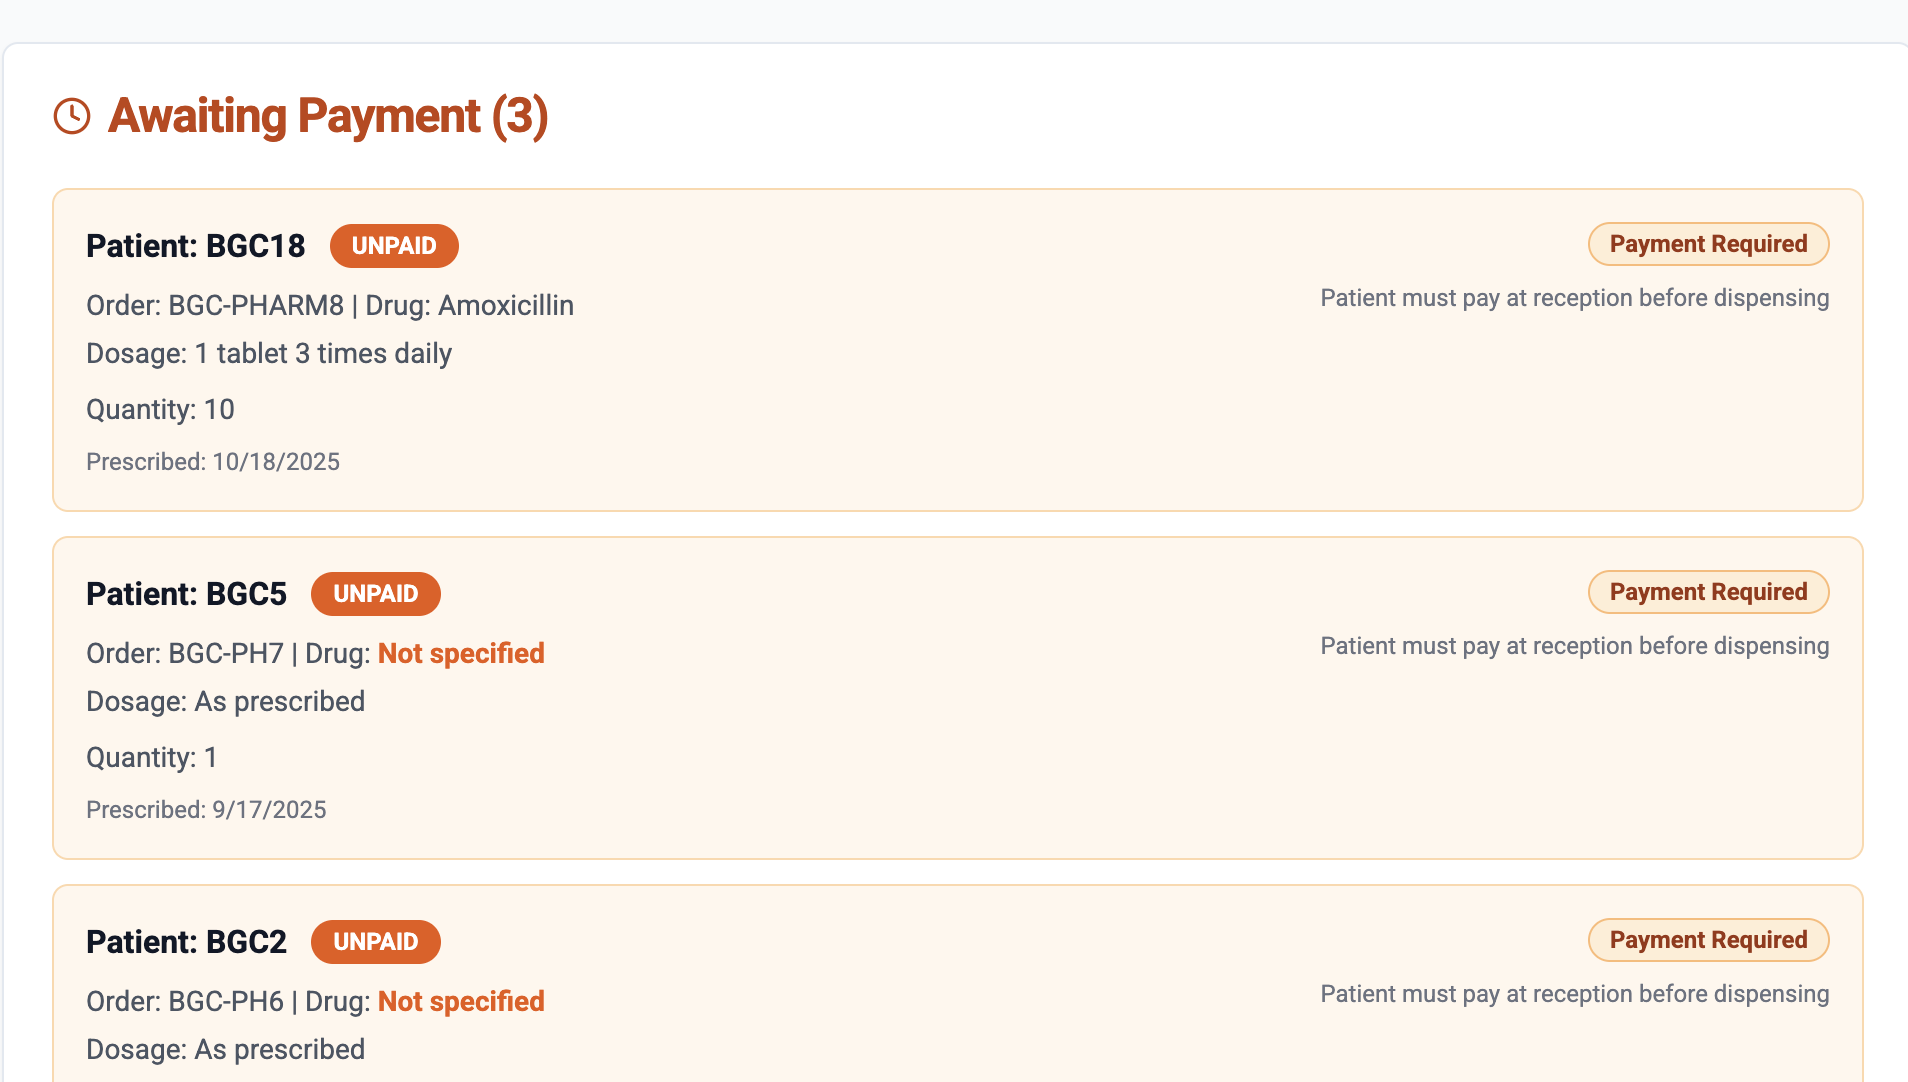 Awaiting Payment (3)
Patient: BGC18 UNPAID
Payment Required
Order: BGC-PHARM8 | Drug: Amoxicillin
Patient must pay at reception before dispensing
Dosage: 1 tablet 3 times daily
Quantity: 10
Prescribed: 10/18/2025
Patient: BGC5 UNPAID
Payment Required
Order: BGC-PH7 | Drug: Not specified
Patient must pay at reception before dispensing
Dosage: As prescribed
Quantity: 1
Prescribed: 9/17/2025
Patient: BGC2 UNPAID
Payment Required
Order: BGC-PH6 | Drug: Not specified
Patient must pay at reception before dispensing
Dosage: As prescribed